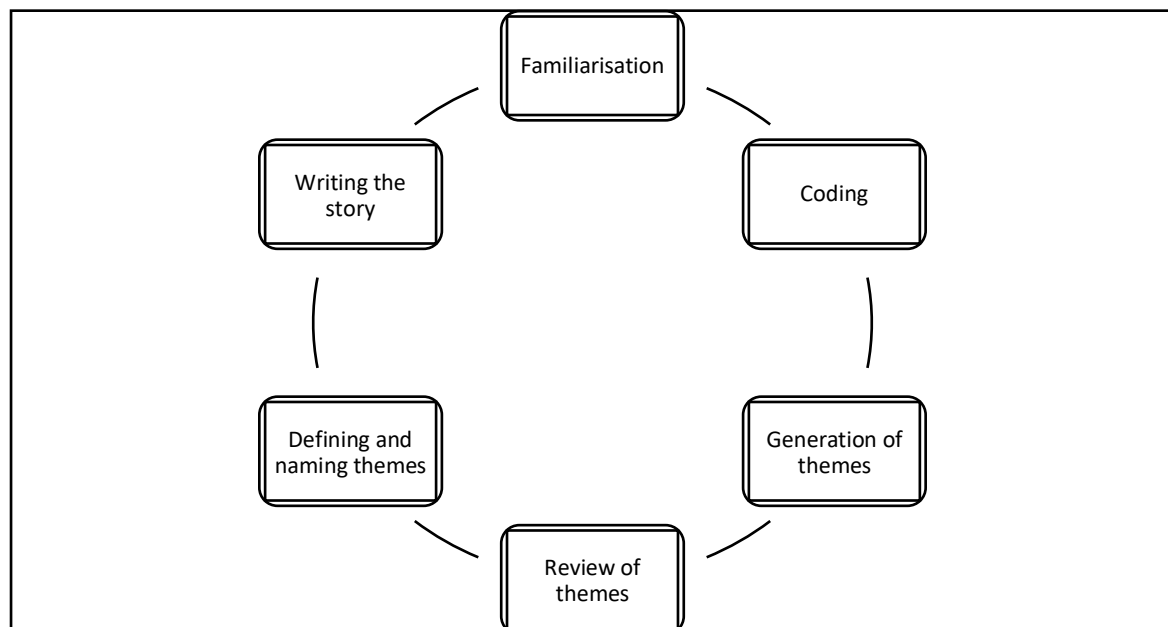 Familiarisation
Coding
Generation of
themes
Review of
themes
Defining and
naming themes
Writing the
story